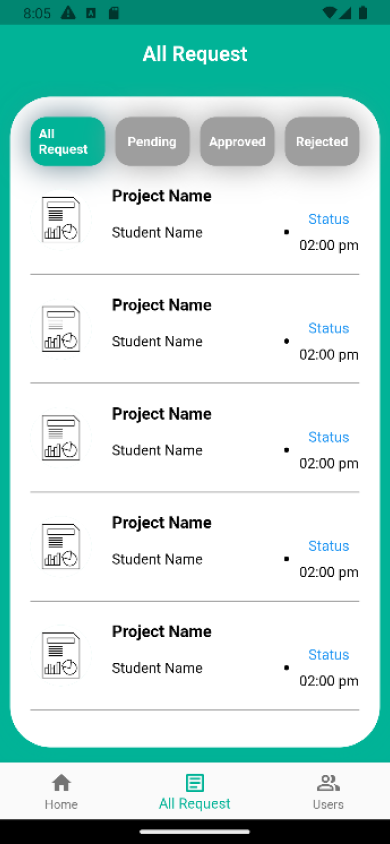 8:05
All Request
All
Request
Pending
Approved
Rejected
Project Name
Student Name
Status
• 02:00 pm
Project Name
Student Name
Status
• 02:00 pm
Project Name
Student Name
Status
• 02:00 pm
Project Name
Student Name
Status
• 02:00 pm
Project Name
Student Name
Status
• 02:00 pm
Home
All Request
Users